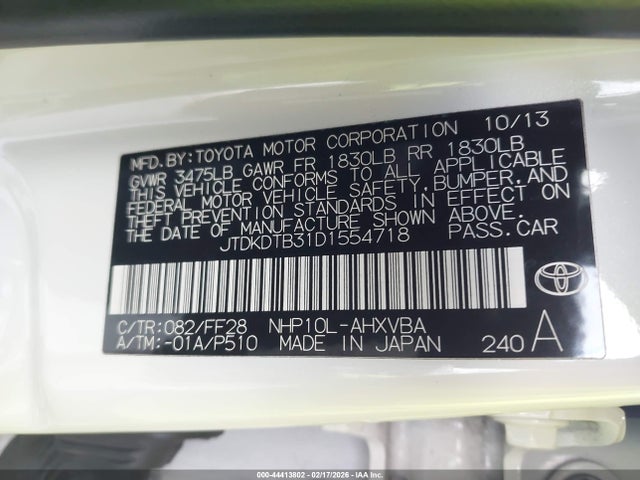 MFD. BY: TOYOTA MOTOR CORPORATION 10/13
GVWR 3475LB GAWR FR 1830LB RR 1830LB
THIS VEHICLE CONFORMS TO ALL APPLICABLE
FEDERAL MOTOR VEHICLE SAFETY, BUMPER, AND
THEFT PREVENTION STANDARDS IN EFFECT ON
THE DATE OF MANUFACTURE SHOWN ABOVE.
JTDKDTB31D1554718 PASS. CAR
C/TR: 082/FF28 NHP10L-AHXVBA
A/TM: -01A/P510 MADE IN JAPAN 240 A
000-44413802 - 02/17/2026 - IAA Inc.